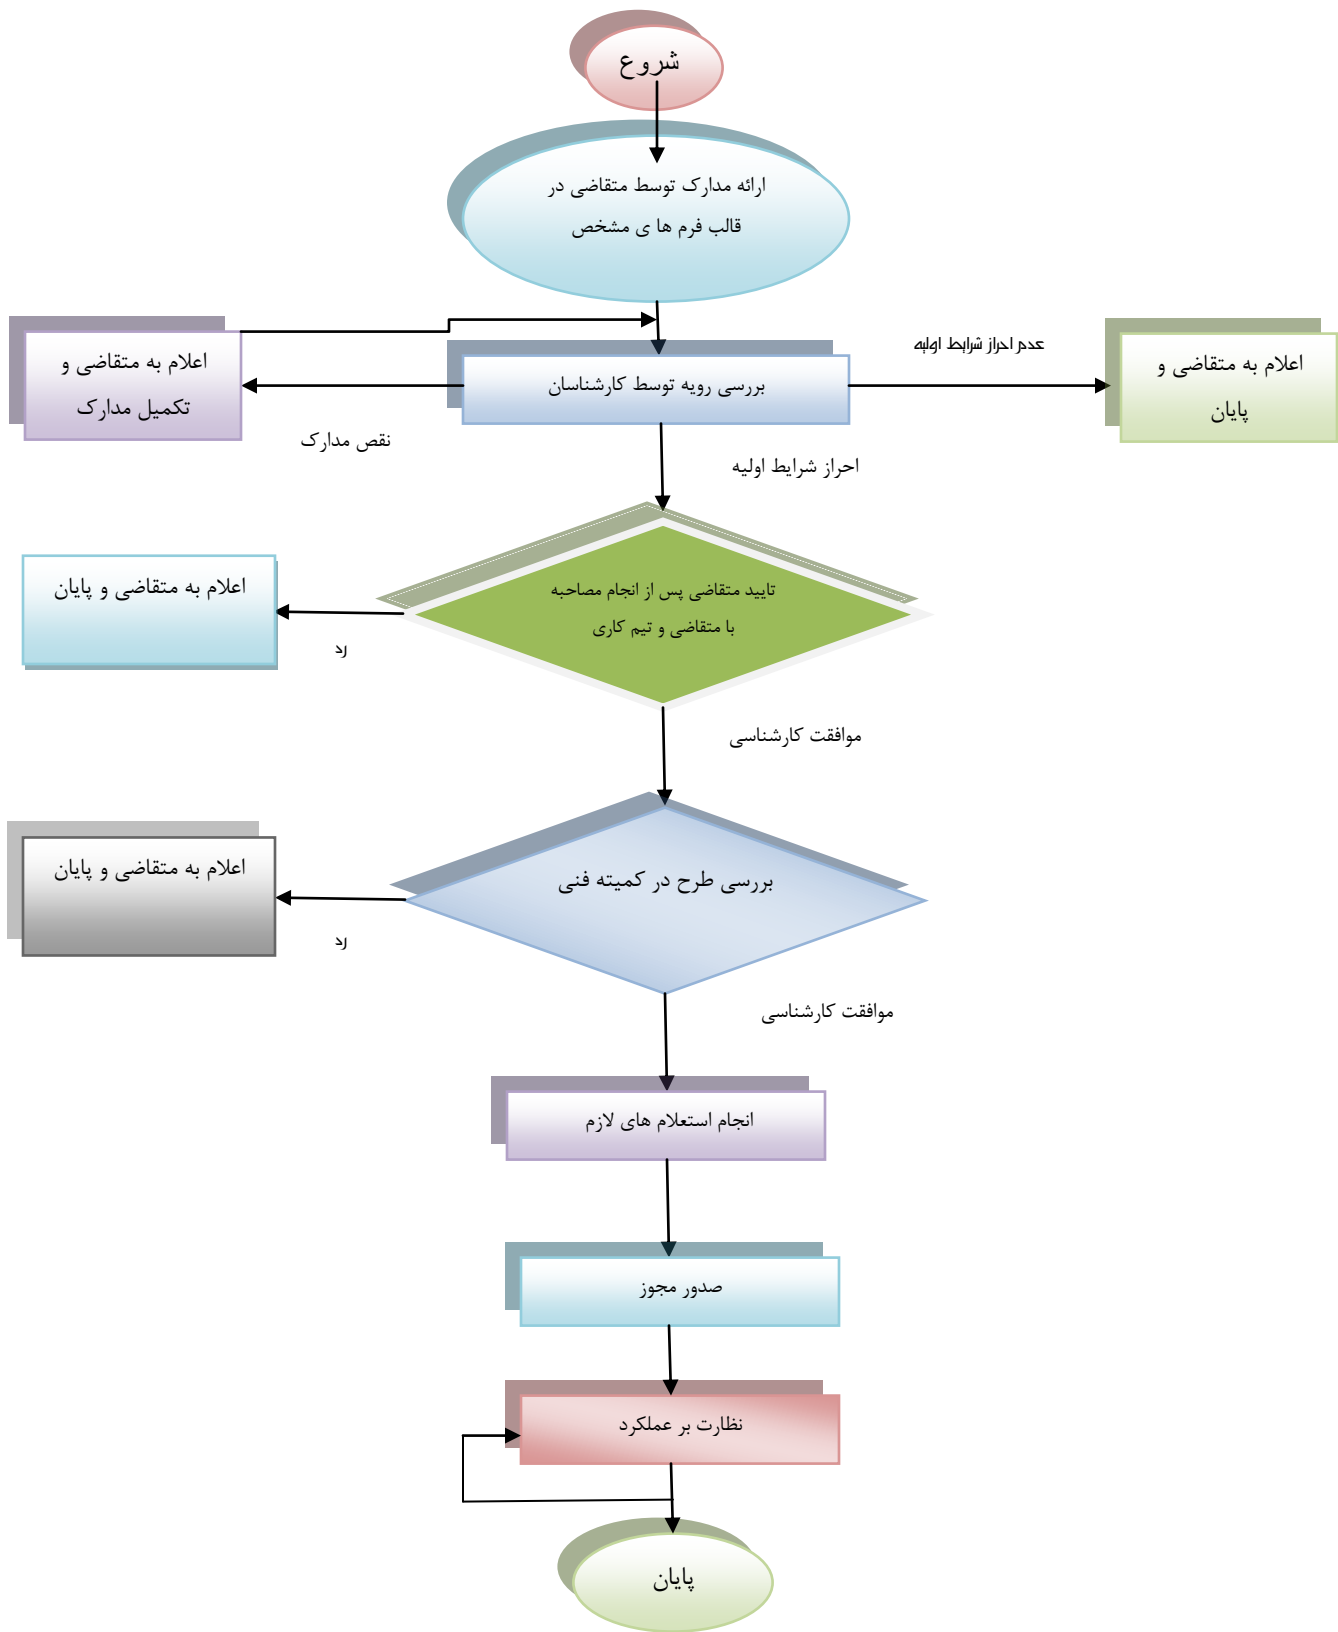 شروع
ارائه مدارک توسط متقاضی در
قالب فرم ها ی مشخص
عدم احراز شرایط اولیه
اعلام به متقاضی و
پایان
بررسی رویه توسط کارشناسان
اعلام به متقاضی و
تکمیل مدارک
نقص مدارک
احراز شرایط اولیه
تایید متقاضی پس از انجام مصاحبه
با متقاضی و تیم کاری
اعلام به متقاضی و پایان
رد
موافقت کارشناسی
بررسی طرح در کمیته فنی
اعلام به متقاضی و پایان
رد
موافقت کارشناسی
انجام استعلام های لازم
صدور مجوز
نظارت بر عملکرد
پایان